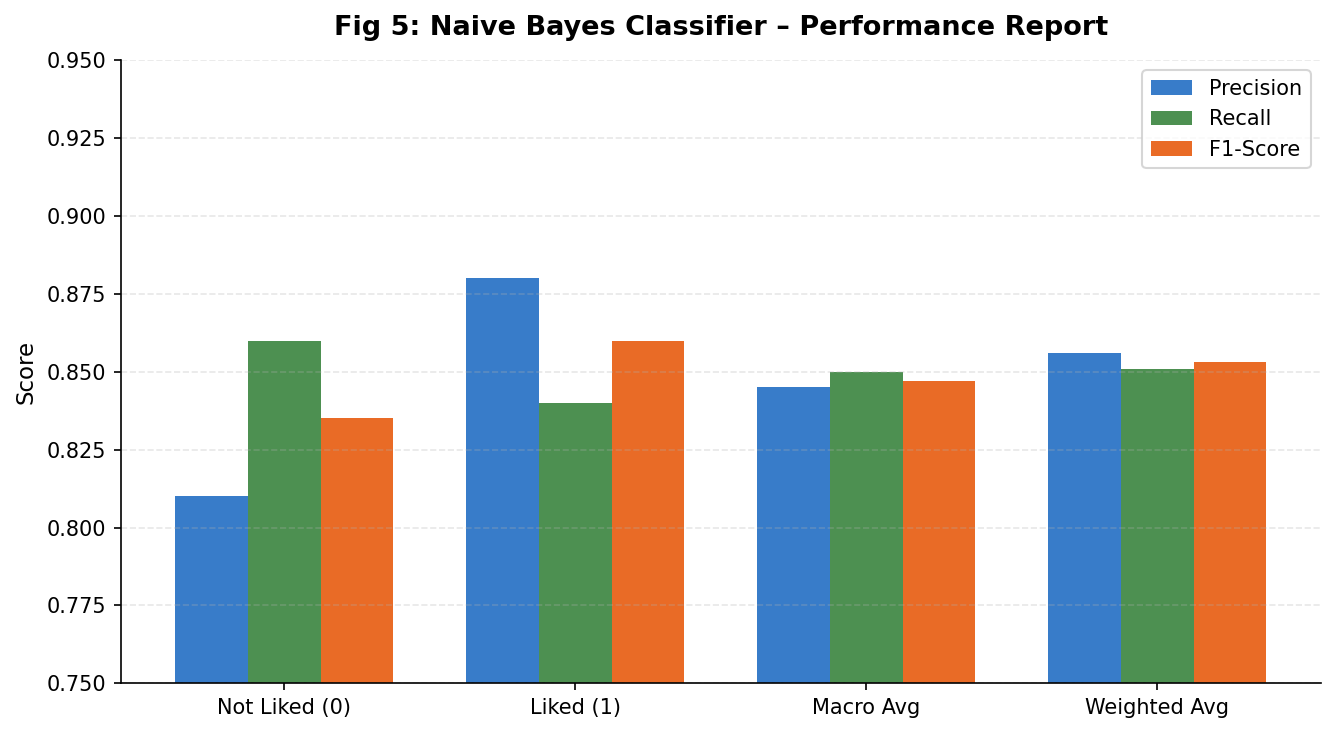 Fig 5: Naive Bayes Classifier – Performance Report
0.950
0.925
0.900
0.875
0.850
0.825
0.800
0.775
0.750
Score
Precision
Recall
F1-Score
Not Liked (0)
Liked (1)
Macro Avg
Weighted Avg